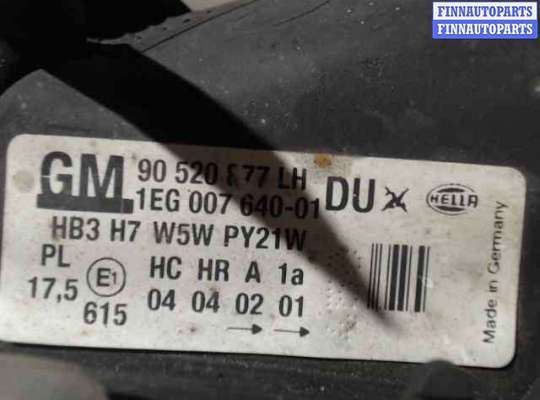 FINNAUTOPARTS
FINNAUTOPARTS
GM
90 520 877 LH
1EG 007 640-01
DU
HELLA
HB3 H7 W5W PY21W
PL
17,5
E1
615
HC HR A 1a
04 04 02 01
Made in Germany